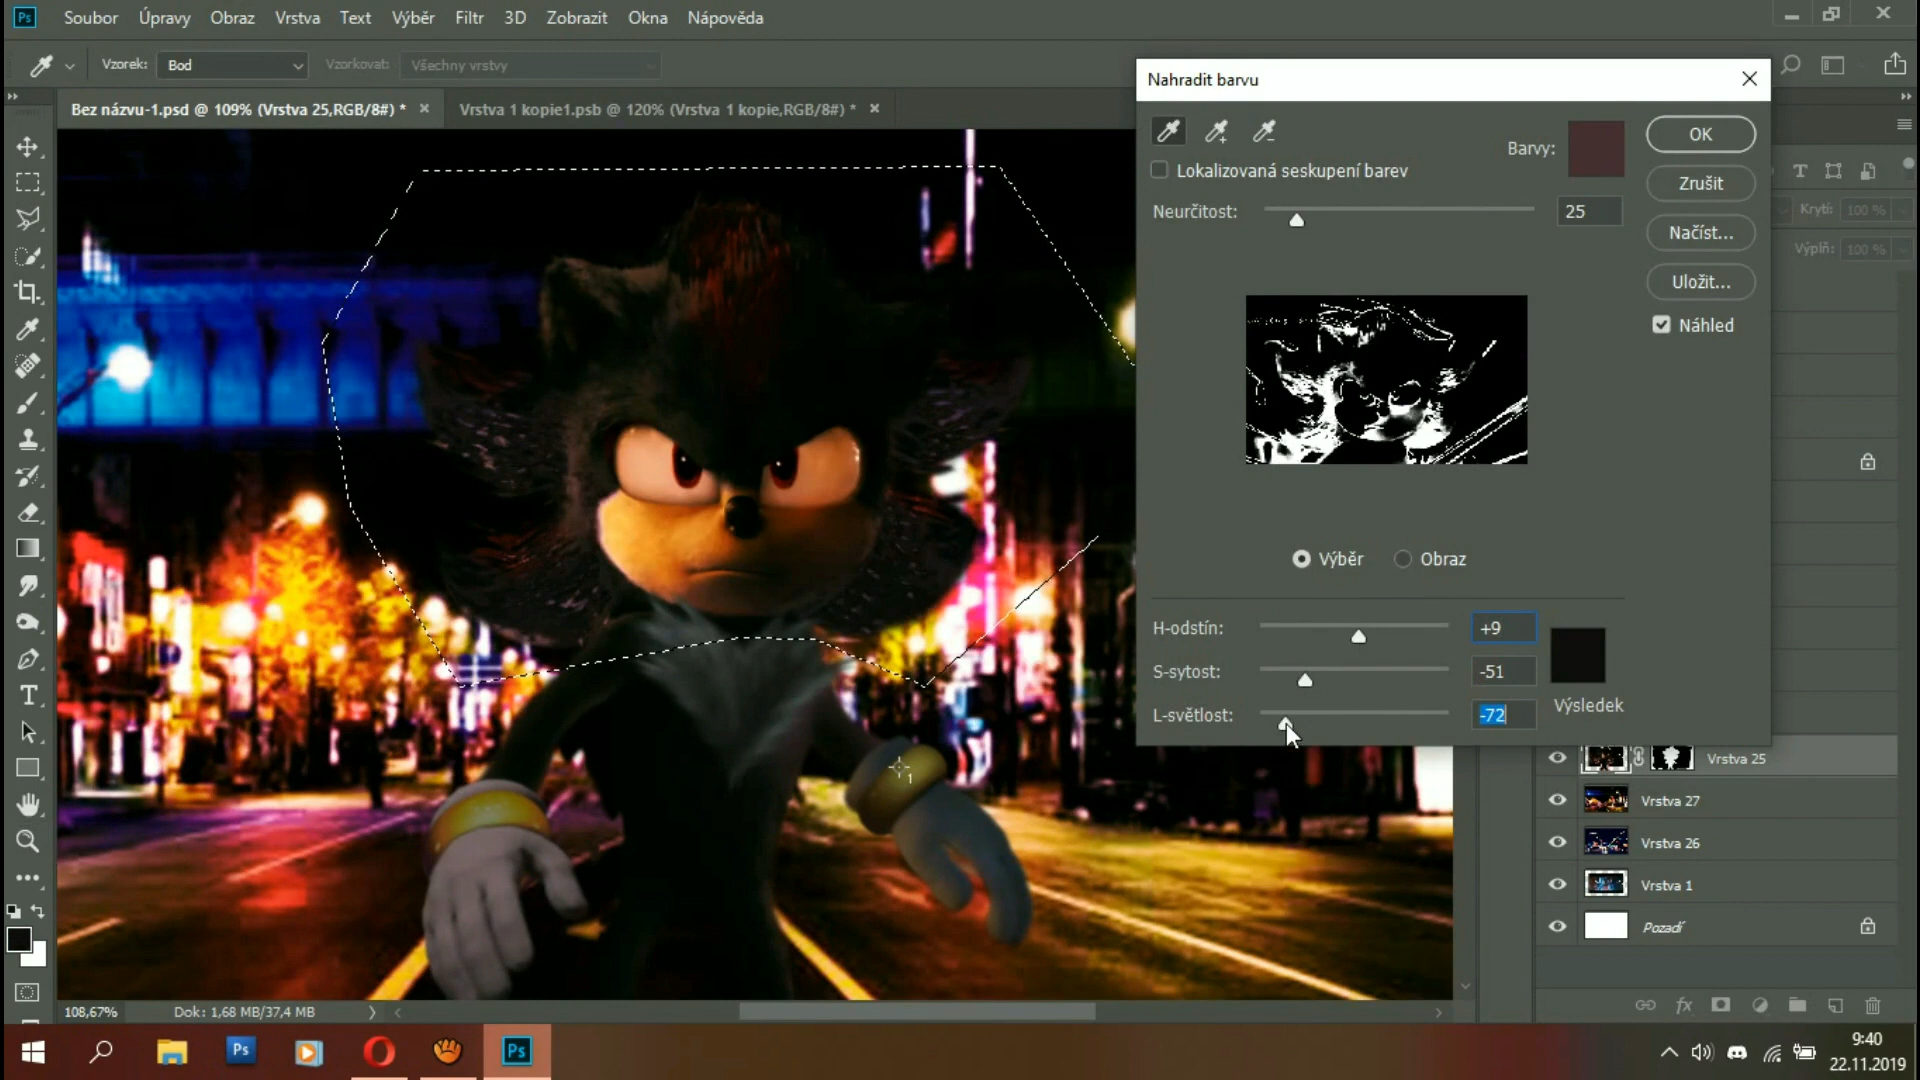 Ps Soubor Úpravy Obraz Vrstva Text Výběr Filtr 3D Zobrazit Okna Nápověda
Vzorek: Bod Vzorkovat: Všechny vrstvy
Bez názvu-1.psd @ 109% (Vrstva 25,RGB/8#) *
Vrstva 1 kopie1.psb @ 120% (Vrstva 1 kopie,RGB/8#) *
Nahradit barvu
Lokalizovaná seskupení barev
Barvy:
Neurčitost: 25
OK
Zrušit
Načíst...
Uložit...
Náhled
Výběr Obraz
H-odstín: +9
S-sytost: -51
L-světlost: -72
Výsledek
Krytí: 100 %
Výplň: 100 %
Vrstva 25
Vrstva 27
Vrstva 26
Vrstva 1
Pozadí
108,67% Dok: 1,68 MB/37,4 MB
Ps Ps
9:40
22.11.2019